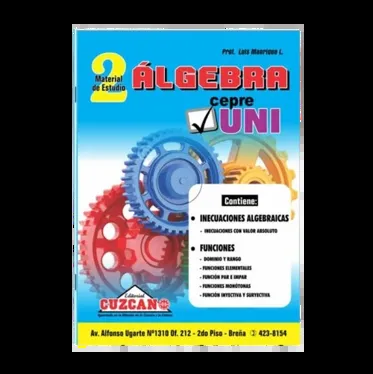 Prof. Luis Manrique L.
2
Material
de Estudio
ÁLGEBRA
cepre
UNI
Contiene:
• INECUACIONES ALGEBRAICAS
- INECUACIONES CON VALOR ABSOLUTO
• FUNCIONES
- DOMINIO Y RANGO
- FUNCIONES ELEMENTALES
- FUNCIÓN PAR E IMPAR
- FUNCIONES MONÓTONAS
- FUNCIÓN INYECTIVA Y SURYECTIVA
Editorial
CUZCANO
Av. Alfonso Ugarte Nº1310 Of. 212 - 2do Piso - Breña ✆ 423-8154